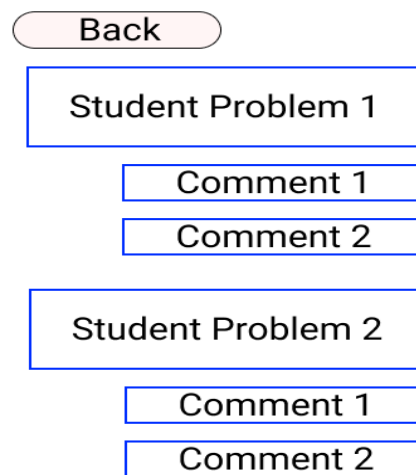 Back
Student Problem 1
Comment 1
Comment 2
Student Problem 2
Comment 1
Comment 2